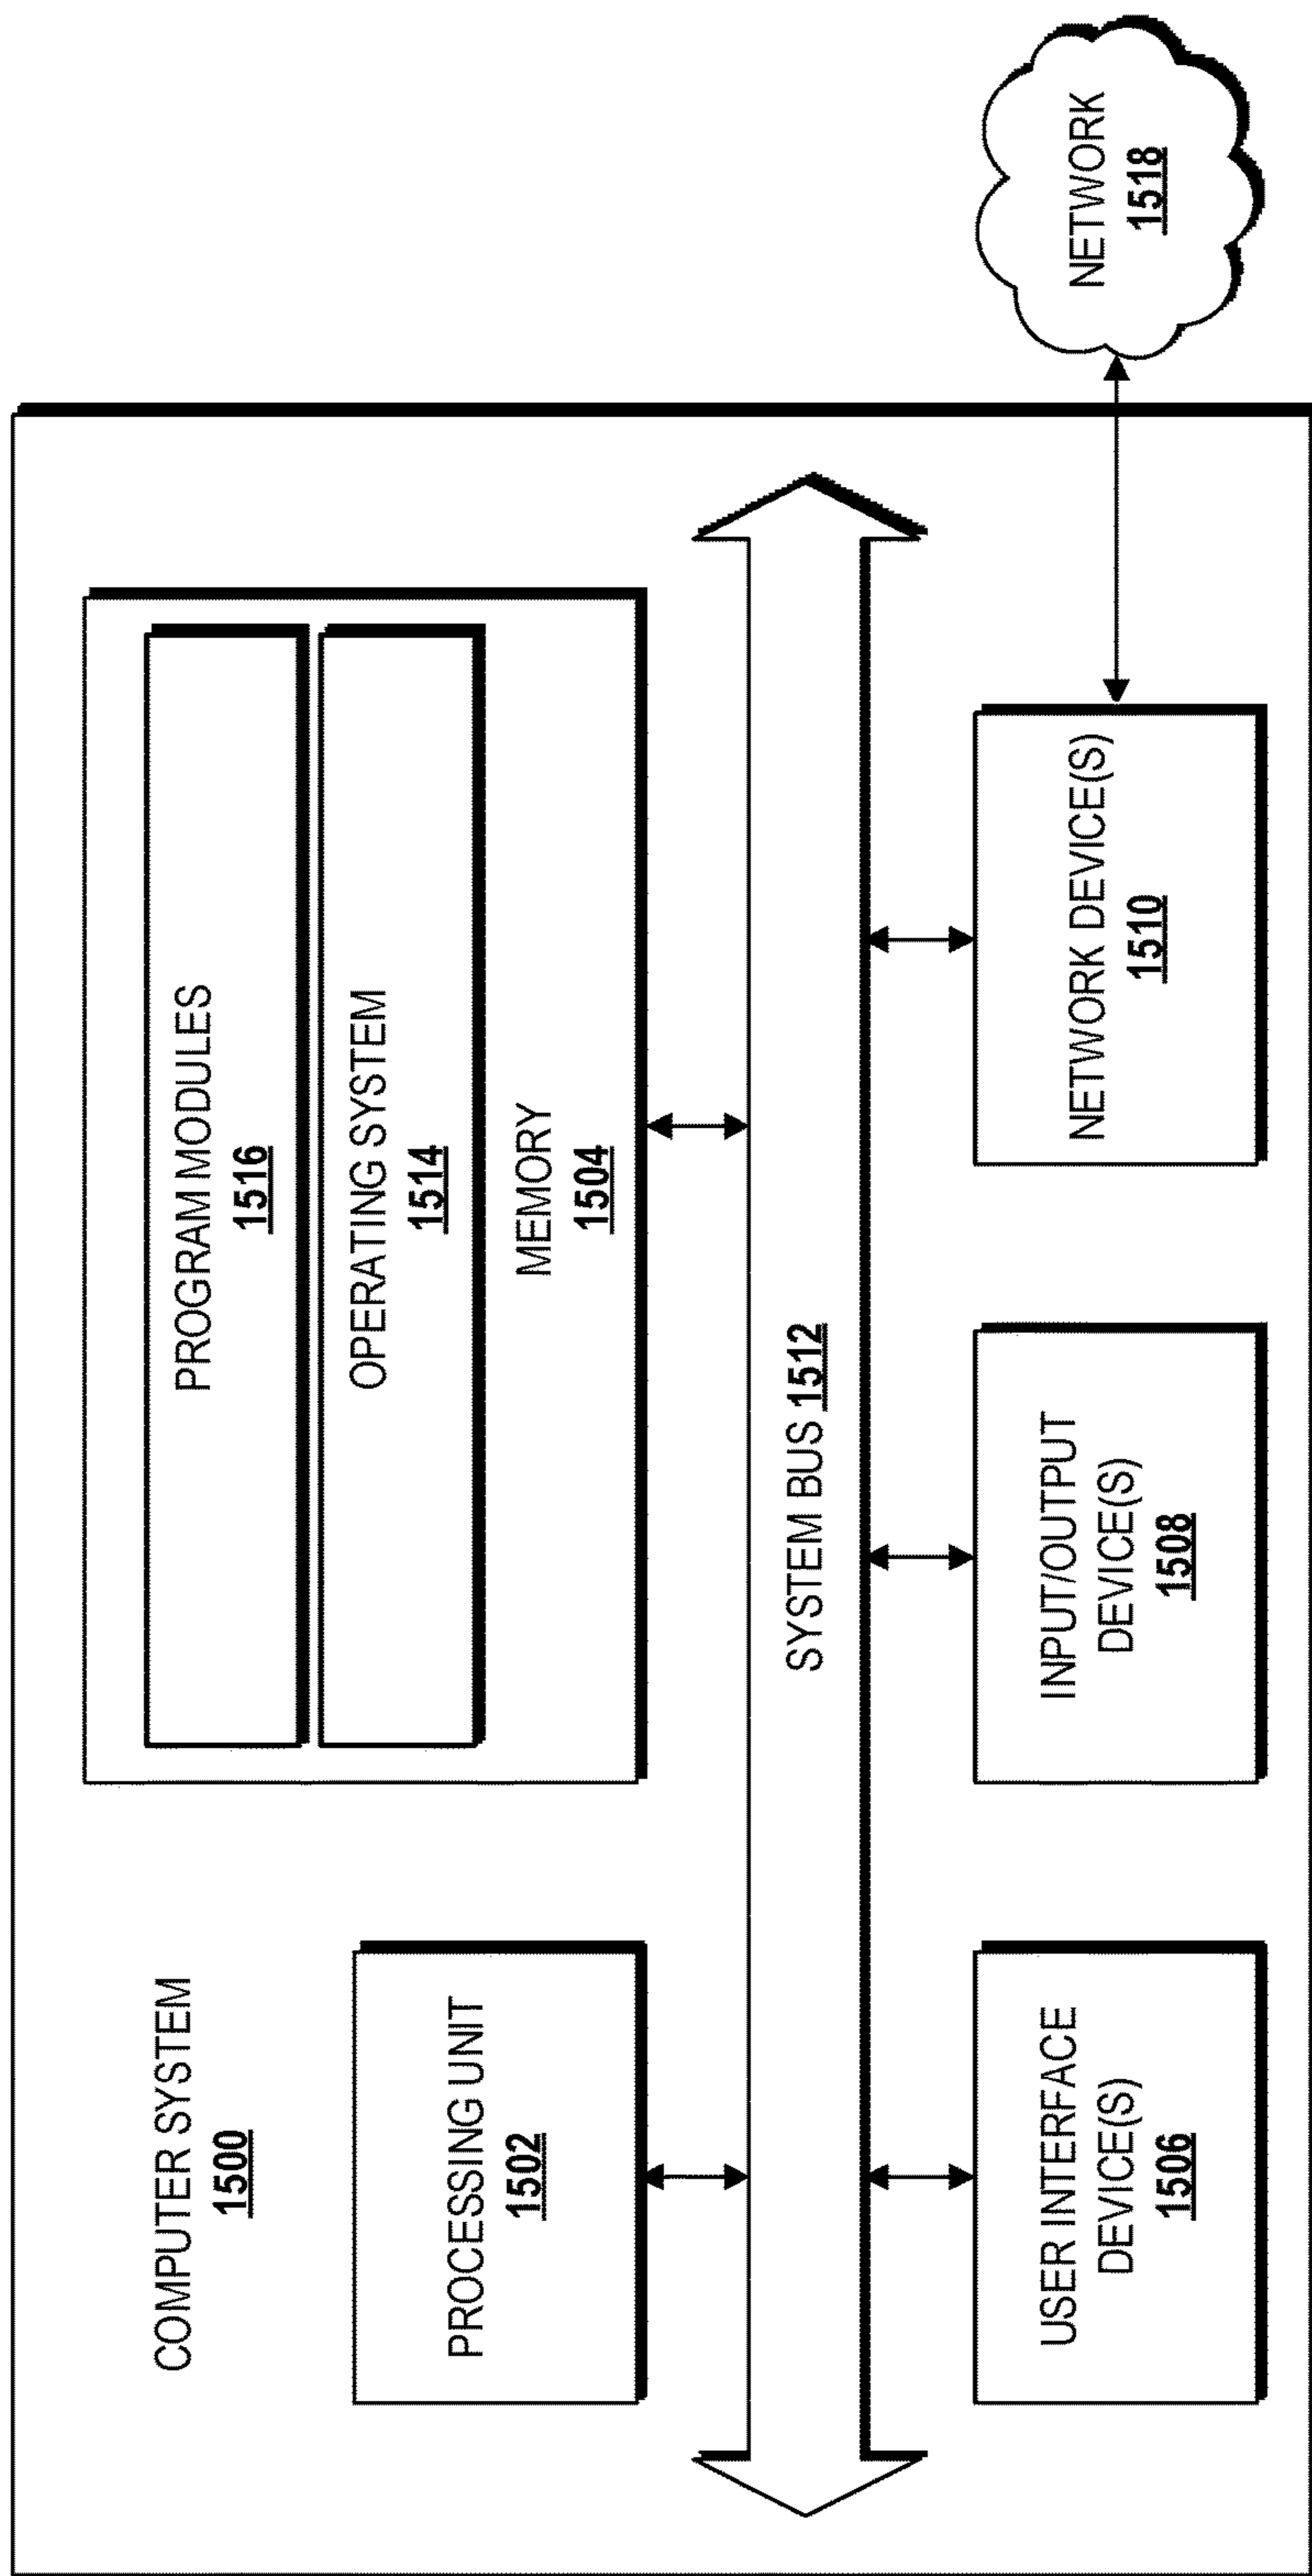 COMPUTER SYSTEM
1500
PROCESSING UNIT
1502
PROGRAM MODULES
1516
OPERATING SYSTEM
1514
MEMORY
1504
SYSTEM BUS 1512
USER INTERFACE
DEVICE(S)
1506
INPUT/OUTPUT
DEVICE(S)
1508
NETWORK DEVICE(S)
1510
NETWORK
1518